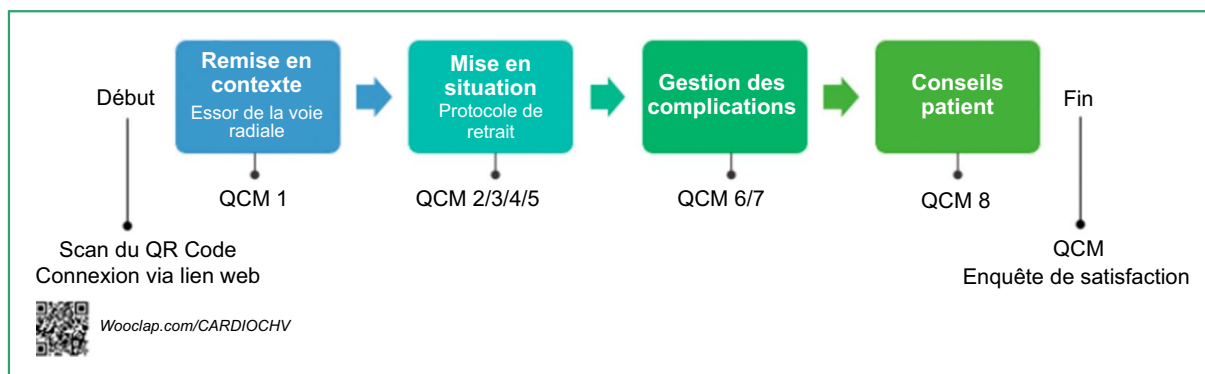 Début
Remise en
contexte
Essor de la voie
radiale
QCM 1
Mise en
situation
Protocole de
retrait
QCM 2/3/4/5
Gestion des
complications
QCM 6/7
Conseils
patient
QCM 8
Fin
Scan du QR Code
Connexion via lien web
Wooclap.com/CARDIOCHV
QCM
Enquête de satisfaction